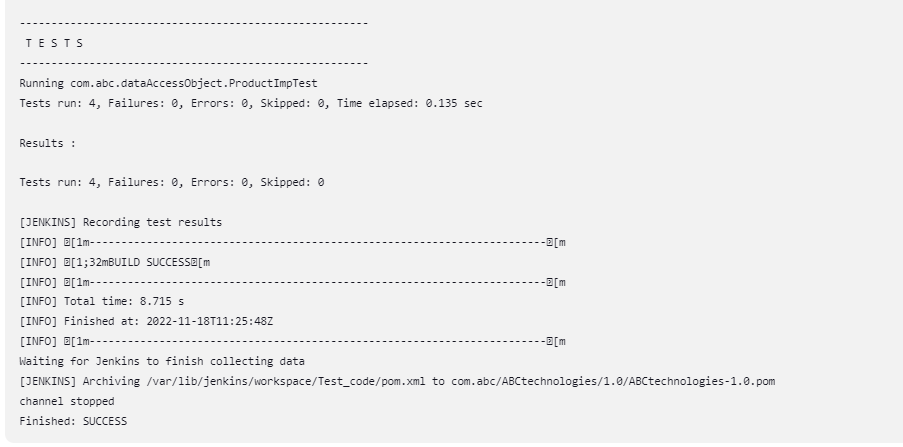 -------------------------------------------------------
T E S T S
-------------------------------------------------------
Running com.abc.dataAccessObject.ProductImpTest
Tests run: 4, Failures: 0, Errors: 0, Skipped: 0, Time elapsed: 0.135 sec
Results :
Tests run: 4, Failures: 0, Errors: 0, Skipped: 0
[JENKINS] Recording test results
[INFO] [1m------------------------------------------------------------------------[m
[INFO] [1;32mBUILD SUCCESS[m
[INFO] [1m------------------------------------------------------------------------[m
[INFO] Total time: 8.715 s
[INFO] Finished at: 2022-11-18T11:25:48Z
[INFO] [1m------------------------------------------------------------------------[m
Waiting for Jenkins to finish collecting data
[JENKINS] Archiving /var/lib/jenkins/workspace/Test_code/pom.xml to com.abc/ABCtechnologies/1.0/ABCtechnologies-1.0.pom
channel stopped
Finished: SUCCESS